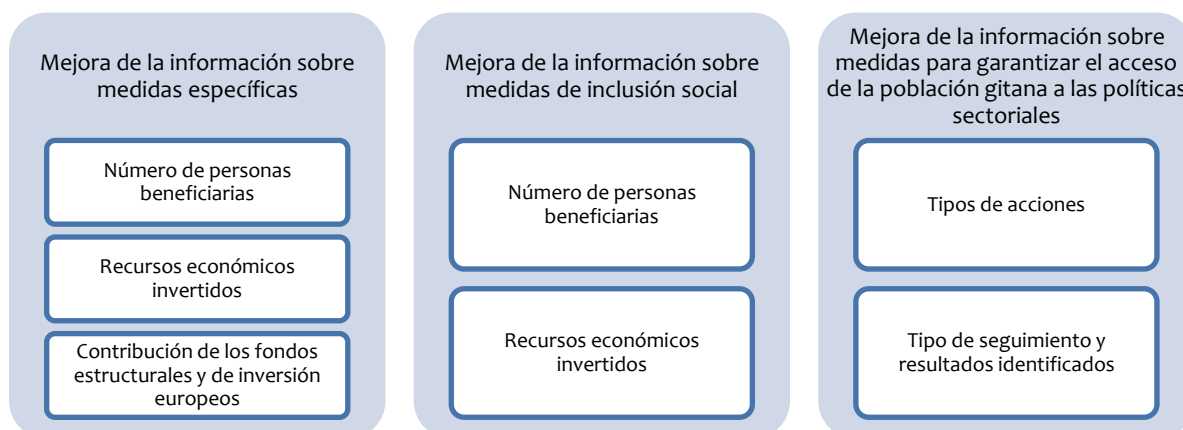 Mejora de la información sobre
medidas específicas
Número de personas
beneficiarias
Recursos económicos
invertidos
Contribución de los fondos
estructurales y de inversión
europeos
Mejora de la información sobre
medidas de inclusión social
Número de personas
beneficiarias
Recursos económicos
invertidos
Mejora de la información sobre
medidas para garantizar el acceso
de la población gitana a las políticas
sectoriales
Tipos de acciones
Tipo de seguimiento y
resultados identificados